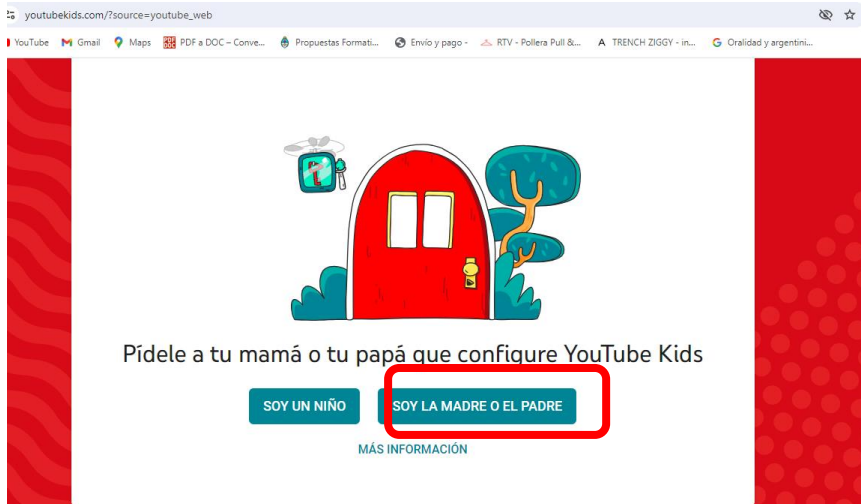 youtubekids.com/?source=youtube_web
YouTube Gmail Maps PDF a DOC – Conve... Propuestas Formati... Envío y pago - RTV - Pollera Pull &... TRENCH ZIGGY - in... Oralidad y argentini...
Pídele a tu mamá o tu papá que configure YouTube Kids
SOY UN NIÑO SOY LA MADRE O EL PADRE
MÁS INFORMACIÓN